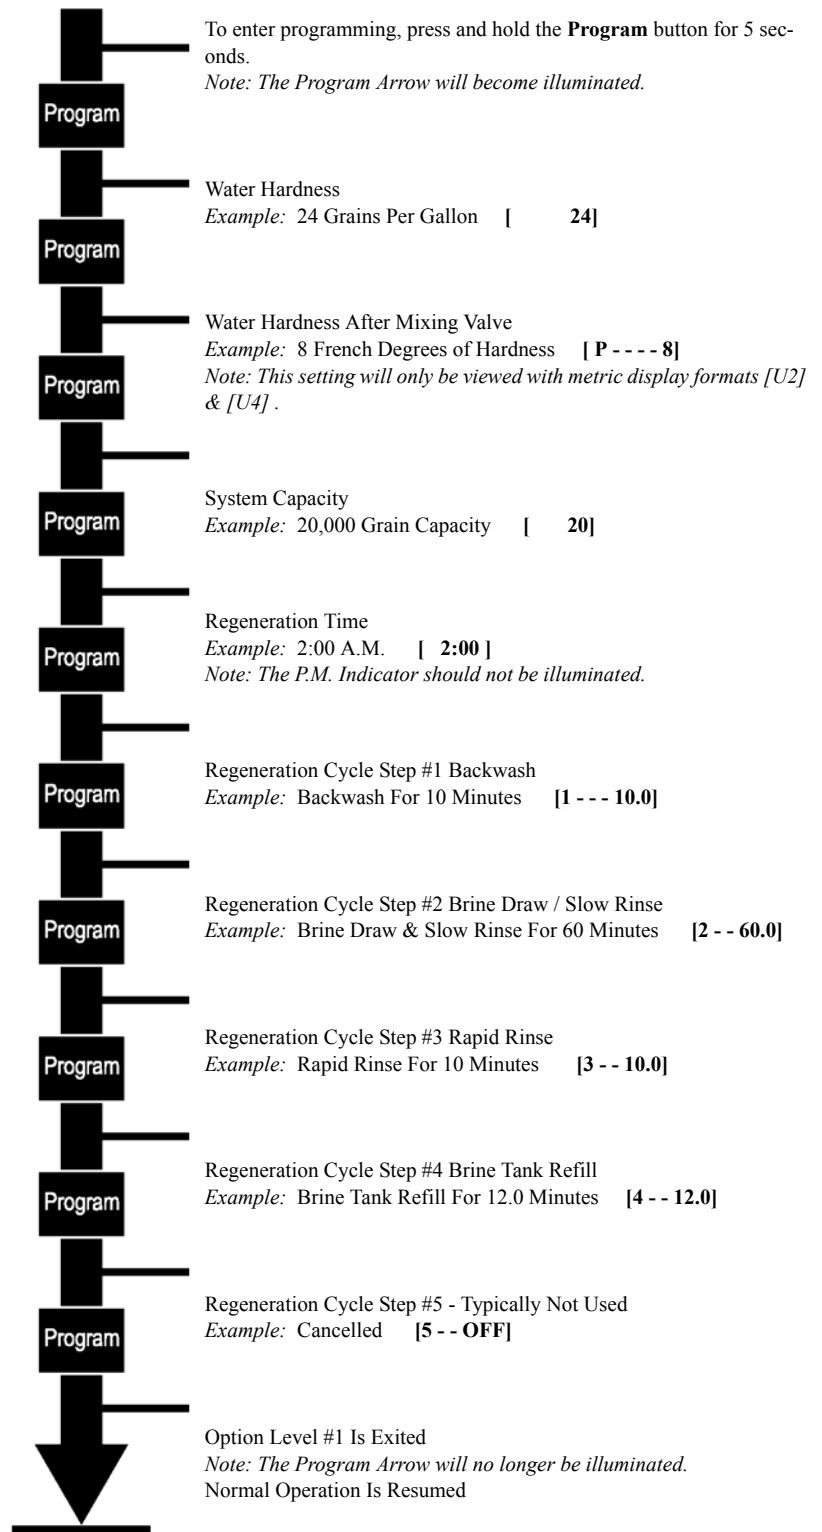 To enter programming, press and hold the Program button for 5 sec-
onds.
Note: The Program Arrow will become illuminated.
Program
Water Hardness
Example: 24 Grains Per Gallon [ 24]
Program
Water Hardness After Mixing Valve
Example: 8 French Degrees of Hardness [ P - - - - 8]
Note: This setting will only be viewed with metric display formats [U2]
& [U4] .
Program
System Capacity
Example: 20,000 Grain Capacity [ 20]
Program
Regeneration Time
Example: 2:00 A.M. [ 2:00 ]
Note: The P.M. Indicator should not be illuminated.
Program
Regeneration Cycle Step #1 Backwash
Example: Backwash For 10 Minutes [1 - - - 10.0]
Program
Regeneration Cycle Step #2 Brine Draw / Slow Rinse
Example: Brine Draw & Slow Rinse For 60 Minutes [2 - - 60.0]
Program
Regeneration Cycle Step #3 Rapid Rinse
Example: Rapid Rinse For 10 Minutes [3 - - 10.0]
Program
Regeneration Cycle Step #4 Brine Tank Refill
Example: Brine Tank Refill For 12.0 Minutes [4 - - 12.0]
Program
Regeneration Cycle Step #5 - Typically Not Used
Example: Cancelled [5 - - OFF]
Program
Option Level #1 Is Exited
Note: The Program Arrow will no longer be illuminated.
Normal Operation Is Resumed